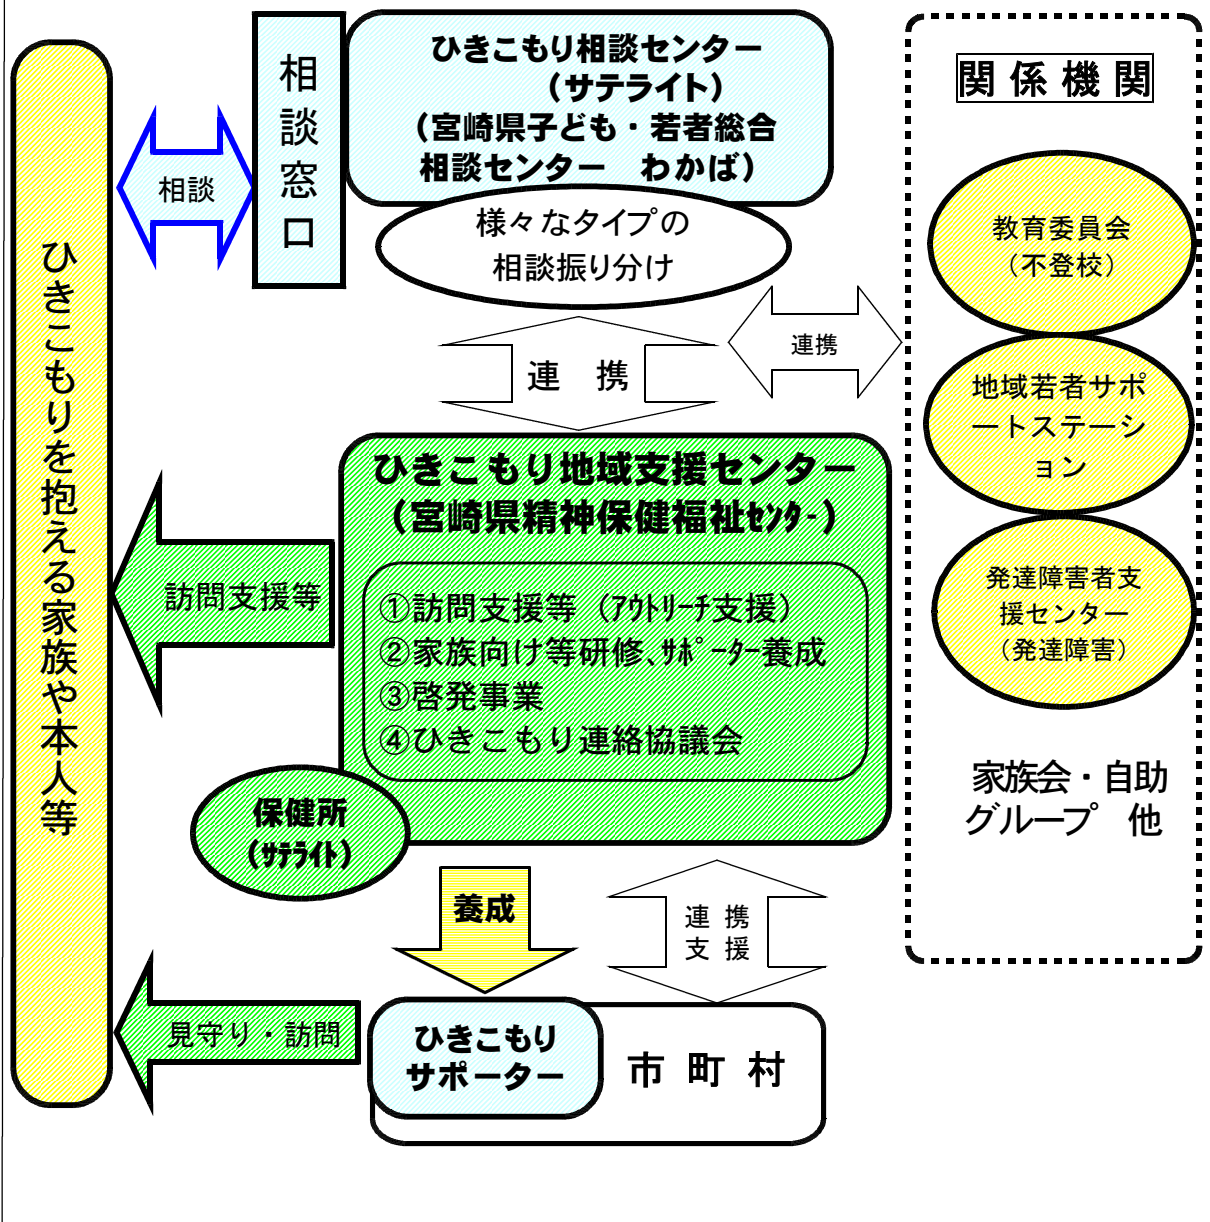 ひきこもりを抱える家族や本人等
相談
相談窓口
ひきこもり相談センター
(サテライト)
(宮崎県子ども・若者総合
相談センター　わかば)
様々なタイプの
相談振り分け
連　携
連携
ひきこもり地域支援センター
(宮崎県精神保健福祉ｾﾝﾀｰ)
①訪問支援等（ｱｳﾄﾘｰﾁ支援）
②家族向け等研修､ｻﾎﾟｰﾀｰ養成
③啓発事業
④ひきこもり連絡協議会
訪問支援等
保健所
(ｻﾃﾗｲﾄ)
養成
連 携
支 援
見守り・訪問
ひきこもり
サポーター
市 町 村
関 係 機 関
教育委員会
（不登校）
地域若者サポ
ートステーシ
ョン
発達障害者支
援センター
（発達障害）
家族会・自助
グループ　他